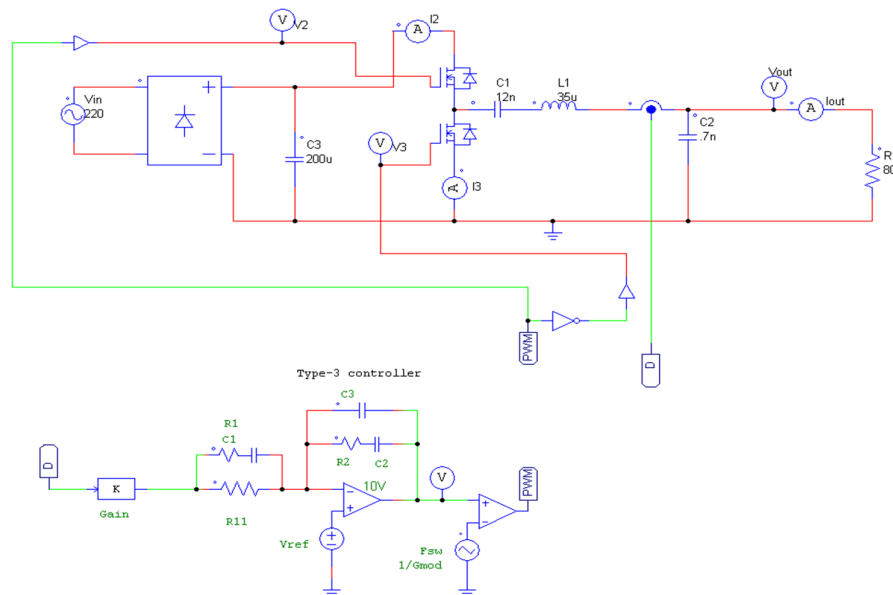 V
V2
I2
A
Vin
220
+
−
C3
200u
C1
12n
L1
35u
Vout
V
Iout
A
C2
.7n
R
80
V
V3
A
I3
PWM
D
Type-3 controller
C3
R1
C1
R2
C2
D
K
Gain
R11
10V
−
+
V
PWM
+
−
Vref
Fsw
1/Gmod